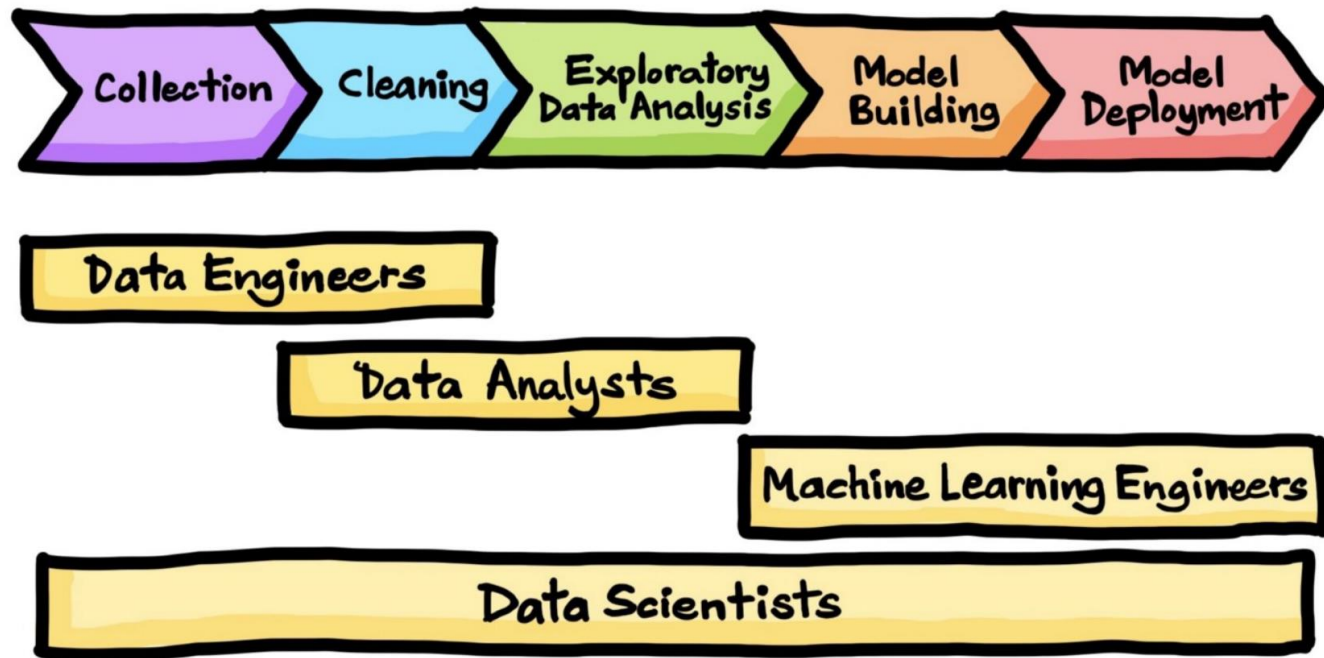 Collection
Cleaning
Exploratory
Data Analysis
Model
Building
Model
Deployment
Data Engineers
Data Analysts
Machine Learning Engineers
Data Scientists